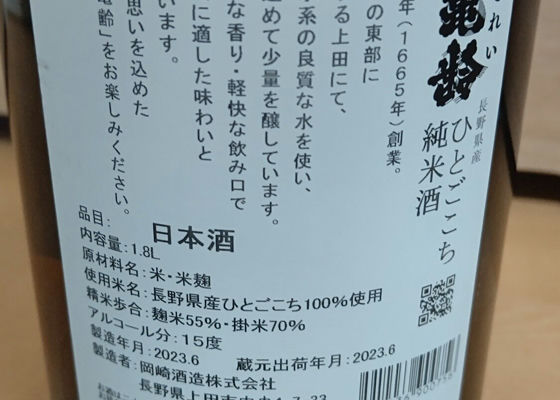 亀齢
れい
長野県産
ひとごこち
純米酒
年(1665年)創業。
の東部に
る上田にて、
系の良質な水を使い、
めて少量を醸しています。
な香り・軽快な飲み口で
に適した味わいと
います。
思いを込めた
亀齢」をお楽しみください。
品目:日本酒
内容量:1.8L
原材料名:米・米麹
使用米名:長野県産ひとごこち100%使用
精米歩合:麹米55%・掛米70%
アルコール分:15度
製造年月:2023.6 蔵元出荷年月:2023.6
製造者:岡崎酒造株式会社
長野県上田市中央4-7-33